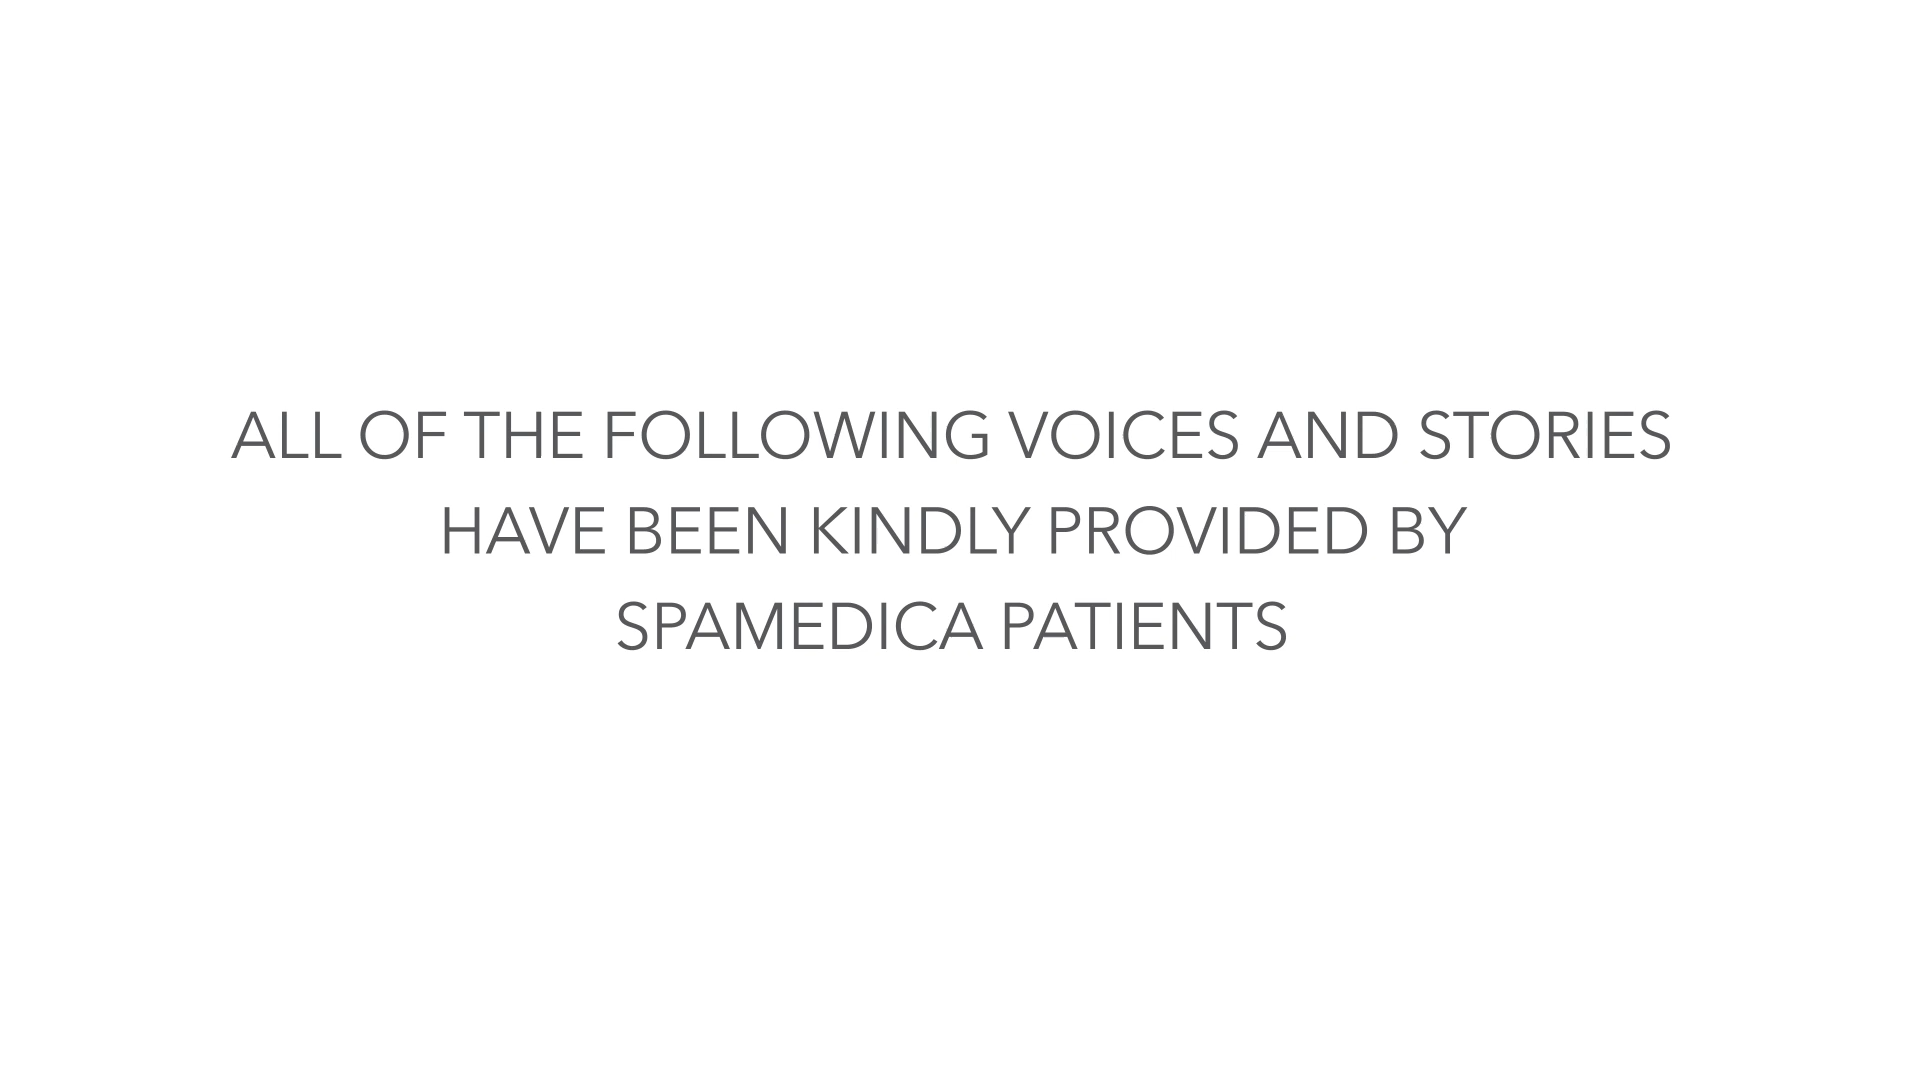 ALL OF THE FOLLOWING VOICES AND STORIES
HAVE BEEN KINDLY PROVIDED BY
SPAMEDICA PATIENTS